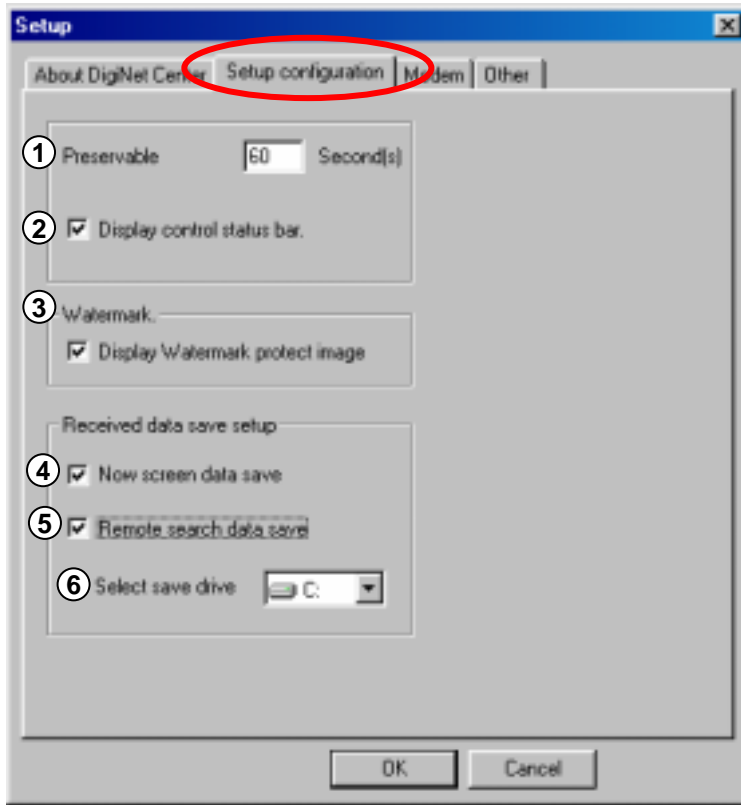 Setup
About DigiNet Center Setup configuration Modem Other
1 Preservable 60 Second(s)
2 Display control status bar.
3 Watermark.
Display Watermark protect image
Received data save setup
4 Now screen data save
5 Remote search data save
6 Select save drive C:
OK Cancel